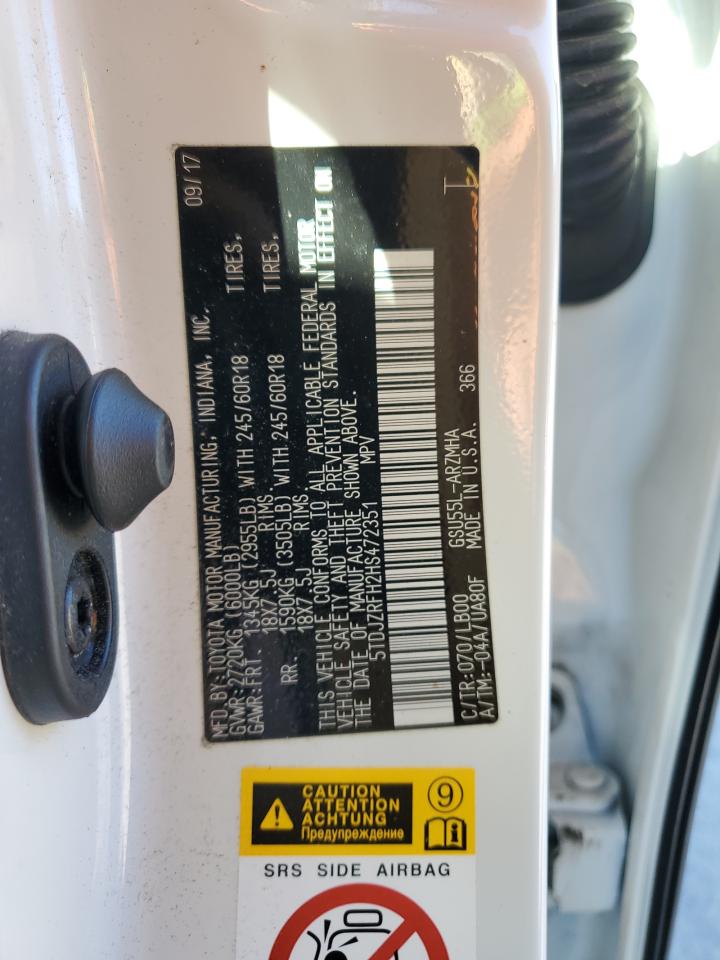 MFD.BY:TOYOTA MOTOR MANUFACTURING, INDIANA, INC. 09/17
GVWR:2720KG (6000LB)
GAWR:FRT. 1345KG (2955LB) WITH 245/60R18 TIRES,
18X7.5J RIMS
RR. 1590KG (3505LB) WITH 245/60R18 TIRES,
18X7.5J RIMS
THIS VEHICLE CONFORMS TO ALL APPLICABLE FEDERAL MOTOR
VEHICLE SAFETY AND THEFT PREVENTION STANDARDS IN EFFECT ON
THE DATE OF MANUFACTURE SHOWN ABOVE.
5TDJZRFH2HS472351 MPV
C/TR:070//LB00 GSU55L-ARZMHA
A/TM:-04A/UA80F MADE IN U.S.A. 366
CAUTION
ATTENTION
ACHTUNG
Предупреждение
9
SRS SIDE AIRBAG